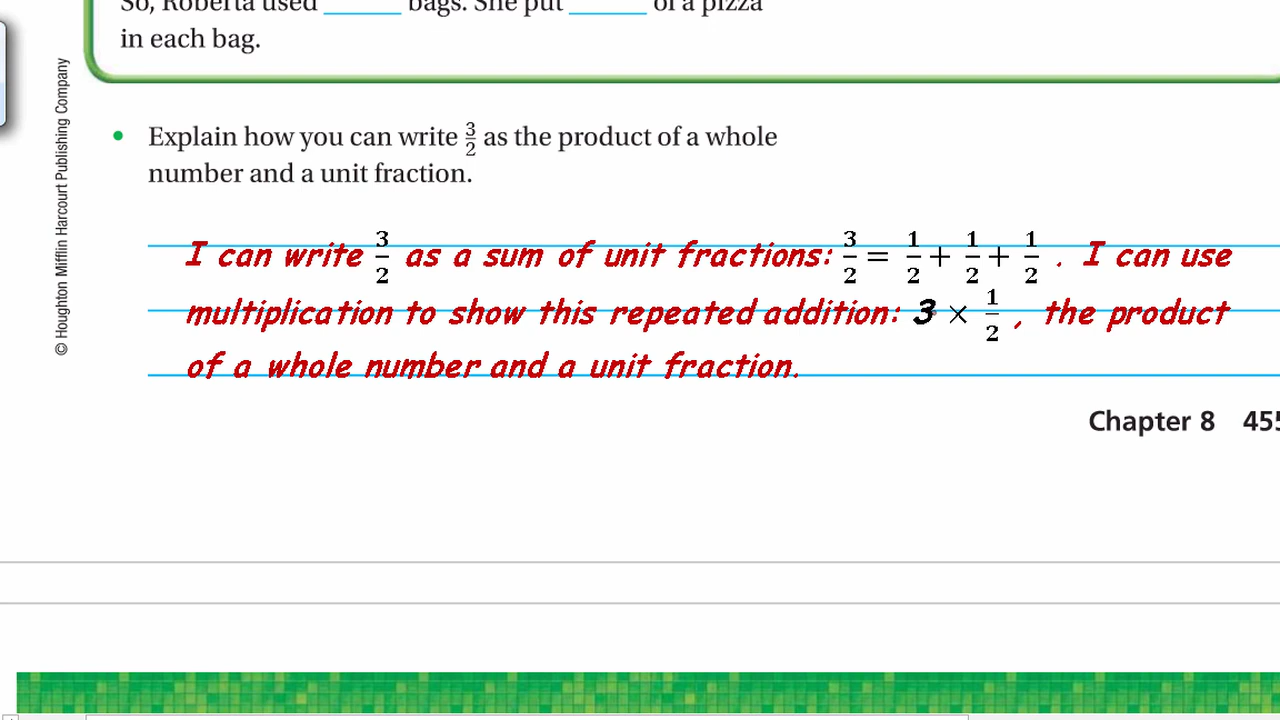 So, Roberta used ______ bags. She put ______ of a pizza
in each bag.
© Houghton Mifflin Harcourt Publishing Company
• Explain how you can write 3/2 as the product of a whole
number and a unit fraction.
I can write 3/2 as a sum of unit fractions: 3/2 = 1/2 + 1/2 + 1/2 . I can use
multiplication to show this repeated addition: 3 × 1/2 , the product
of a whole number and a unit fraction.
Chapter 8 455